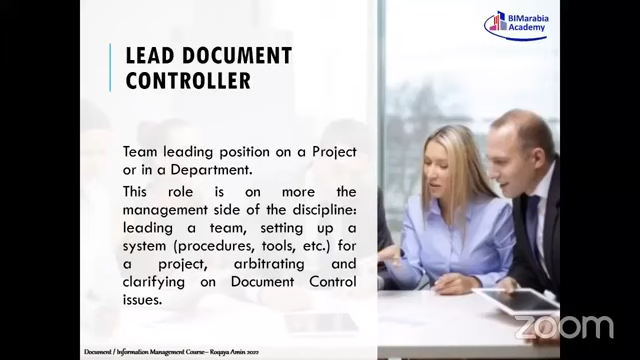 BIMarabia
Academy
LEAD DOCUMENT
CONTROLLER
Team leading position on a Project
or in a Department.
This role is on more the
management side of the discipline:
leading a team, setting up a
system (procedures, tools, etc.) for
a project, arbitrating and
clarifying on Document Control
issues.
Document / Information Management Course – Roqaya Amin 2022
zoom